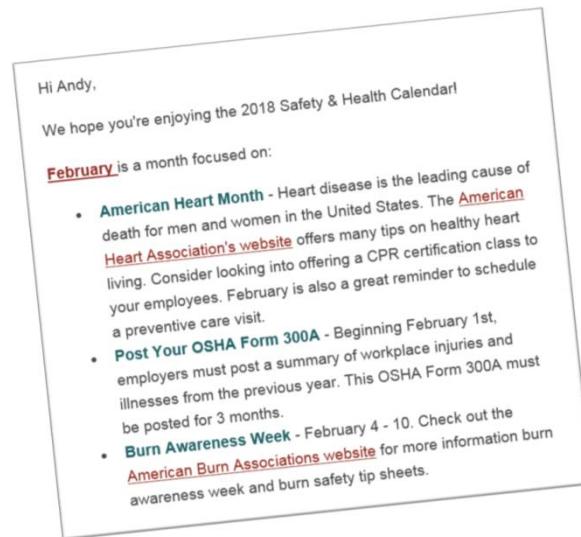 Hi Andy,
We hope you're enjoying the 2018 Safety & Health Calendar!
February is a month focused on:
• American Heart Month - Heart disease is the leading cause of
death for men and women in the United States. The American
Heart Association's website offers many tips on healthy heart
living. Consider looking into offering a CPR certification class to
your employees. February is also a great reminder to schedule
a preventive care visit.
• Post Your OSHA Form 300A - Beginning February 1st,
employers must post a summary of workplace injuries and
illnesses from the previous year. This OSHA Form 300A must
be posted for 3 months.
• Burn Awareness Week - February 4 - 10. Check out the
American Burn Associations website for more information burn
awareness week and burn safety tip sheets.